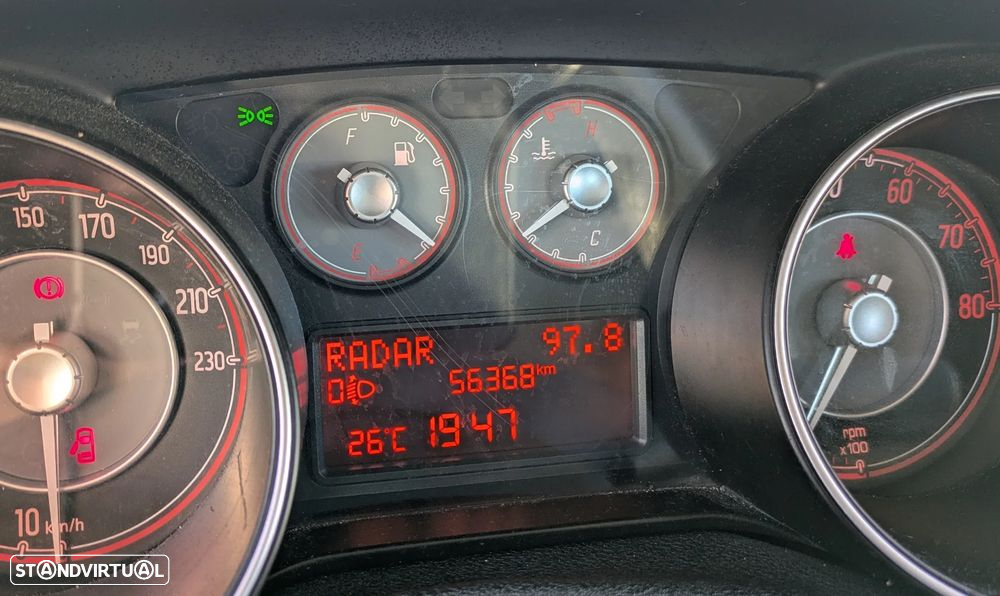 F
E
H
C
150
170
190
210
230
10 km/h
RADAR 97.8
0 56368 km
26°C 19 47
60
70
80
rpm
x100
STANDVIRTUAL